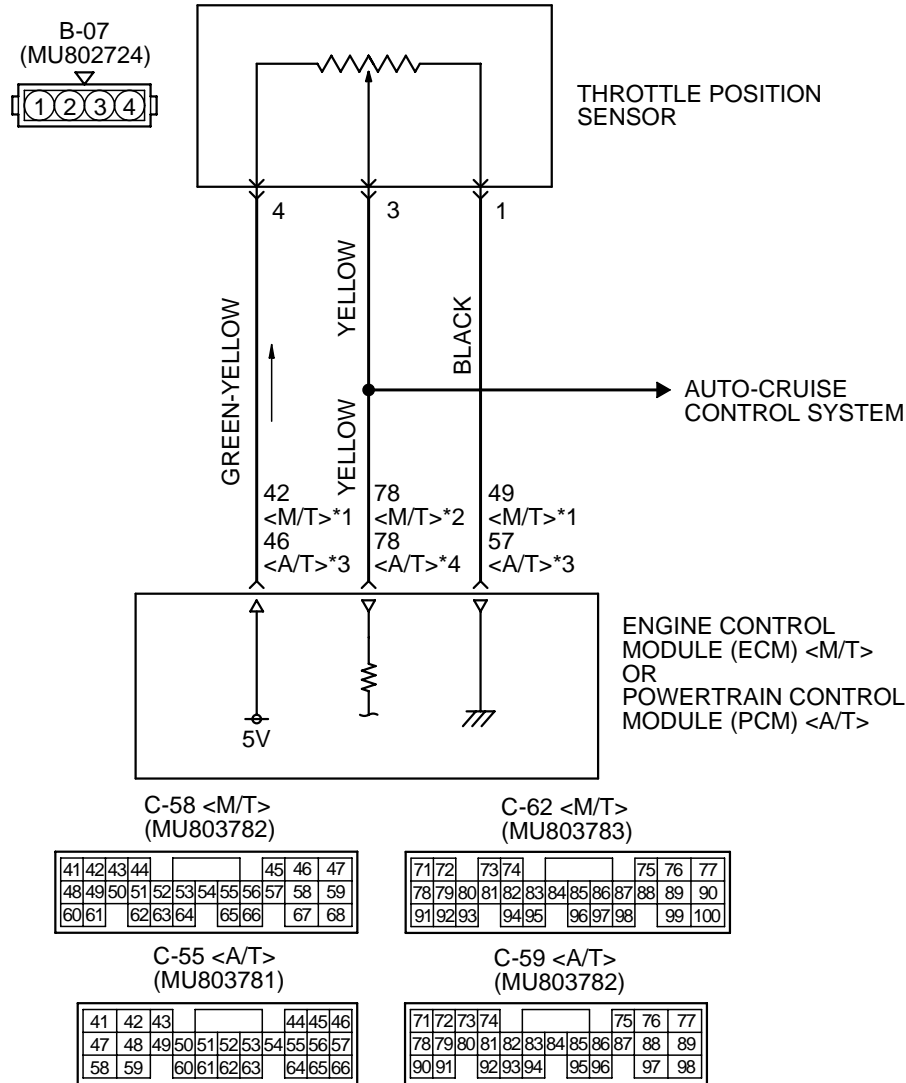 B-07
(MU802724)
1 2 3 4
THROTTLE POSITION
SENSOR
4 3 1
GREEN-YELLOW
YELLOW
BLACK
YELLOW
AUTO-CRUISE
CONTROL SYSTEM
42 78 49
<M/T>*1 <M/T>*2 <M/T>*1
46 78 57
<A/T>*3 <A/T>*4 <A/T>*3
5V
ENGINE CONTROL
MODULE (ECM) <M/T>
OR
POWERTRAIN CONTROL
MODULE (PCM) <A/T>
C-58 <M/T>
(MU803782)
41 42 43 44 45 46 47
48 49 50 51 52 53 54 55 56 57 58 59
60 61 62 63 64 65 66 67 68
C-62 <M/T>
(MU803783)
71 72 73 74 75 76 77
78 79 80 81 82 83 84 85 86 87 88 89 90
91 92 93 94 95 96 97 98 99 100
C-55 <A/T>
(MU803781)
41 42 43 44 45 46
47 48 49 50 51 52 53 54 55 56 57
58 59 60 61 62 63 64 65 66
C-59 <A/T>
(MU803782)
71 72 73 74 75 76 77
78 79 80 81 82 83 84 85 86 87 88 89
90 91 92 93 94 95 96 97 98